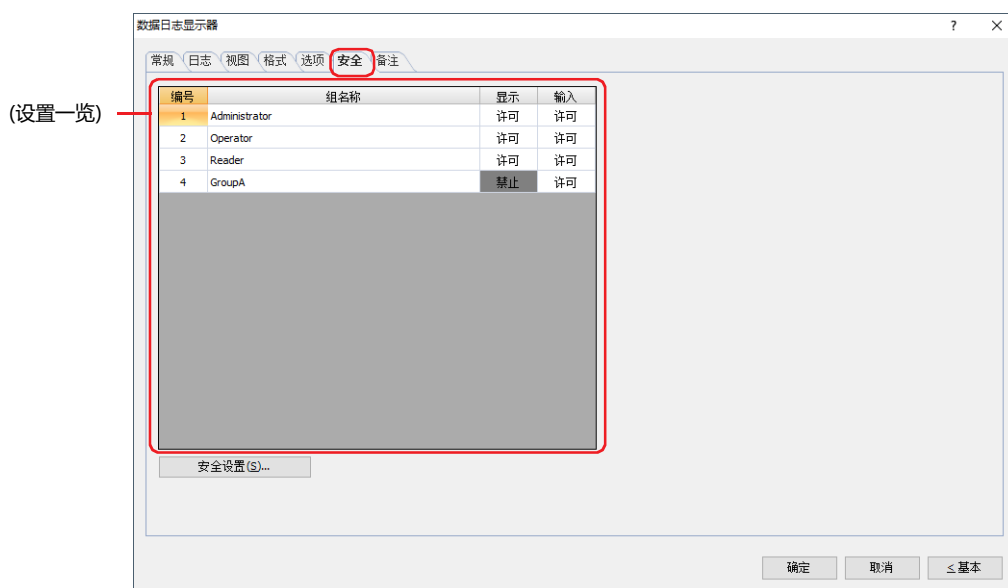 数据日志显示器 ? ×
常规 日志 视图 格式 选项 安全 备注
(设置一览)
编号 组名称 显示 输入
1 Administrator 许可 许可
2 Operator 许可 许可
3 Reader 许可 许可
4 GroupA 禁止 许可
安全设置(S)...
确定 取消 ≤基本